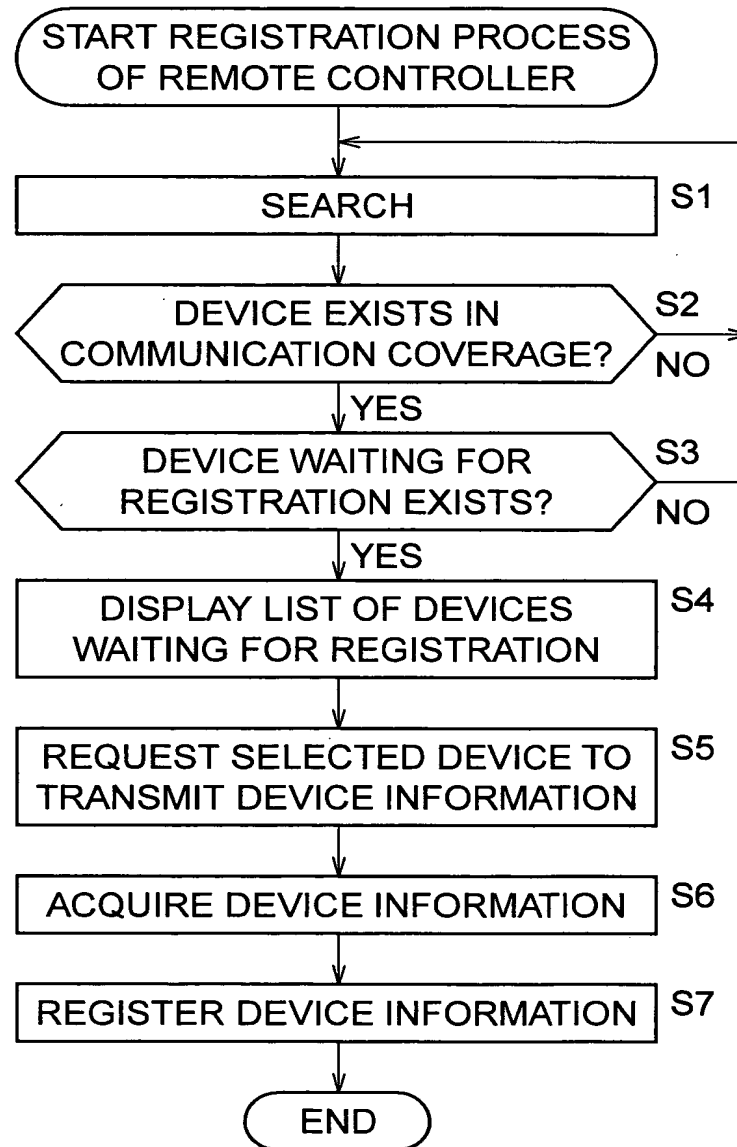 START REGISTRATION PROCESS
OF REMOTE CONTROLLER
SEARCH
S1
DEVICE EXISTS IN
COMMUNICATION COVERAGE?
S2
NO
YES
DEVICE WAITING FOR
REGISTRATION EXISTS?
S3
NO
YES
DISPLAY LIST OF DEVICES
WAITING FOR REGISTRATION
S4
REQUEST SELECTED DEVICE TO
TRANSMIT DEVICE INFORMATION
S5
ACQUIRE DEVICE INFORMATION
S6
REGISTER DEVICE INFORMATION
S7
END